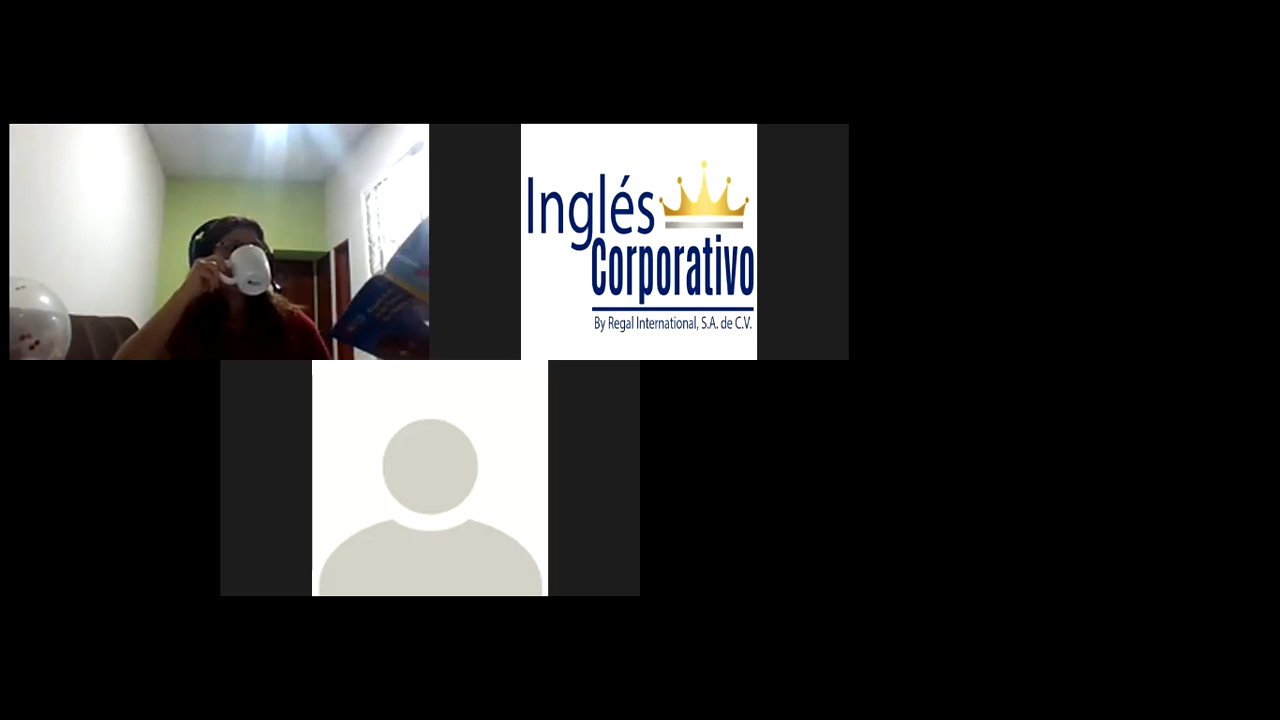 Inglés
Corporativo
By Regal International, S.A. de C.V.